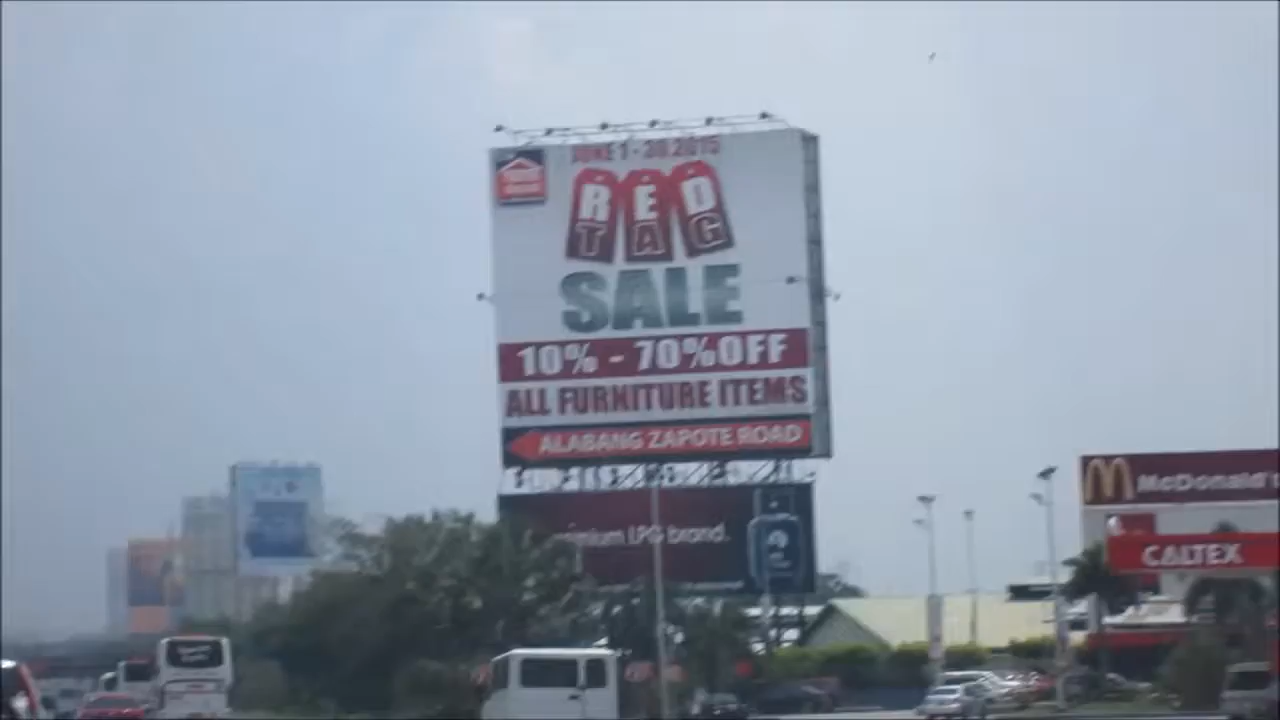 JUNE 1 - 30.2015
RED
TAG
SALE
10% - 70%OFF
ALL FURNITURE ITEMS
ALABANG ZAPOTE ROAD
LPG brand.
McDonald's
CALTEX